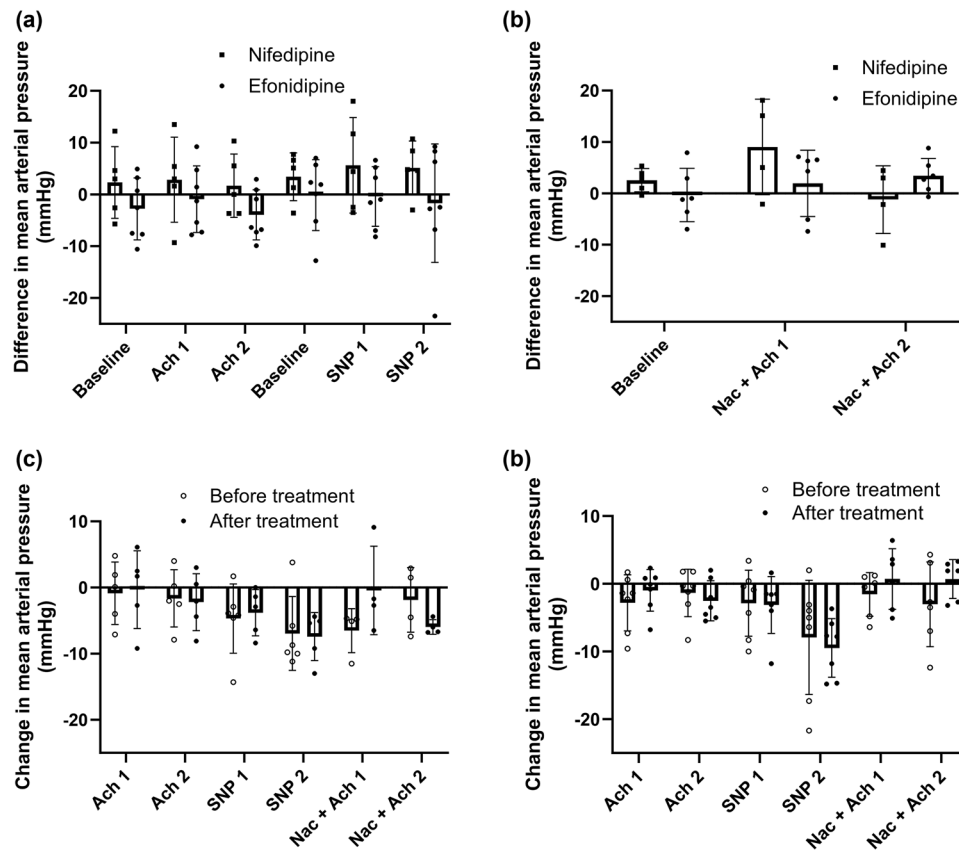 (a)
Nifedipine
Efonidipine
Difference in mean arterial pressure
(mmHg)
20
10
0
-10
-20
Baseline
Ach 1
Ach 2
Baseline
SNP 1
SNP 2
(b)
Nifedipine
Efonidipine
Difference in mean arterial pressure
(mmHg)
20
10
0
-10
-20
Baseline
Nac + Ach 1
Nac + Ach 2
(c)
Before treatment
After treatment
Change in mean arterial pressure
(mmHg)
10
0
-10
-20
Ach 1
Ach 2
SNP 1
SNP 2
Nac + Ach 1
Nac + Ach 2
(b)
Before treatment
After treatment
Change in mean arterial pressure
(mmHg)
10
0
-10
-20
Ach 1
Ach 2
SNP 1
SNP 2
Nac + Ach 1
Nac + Ach 2